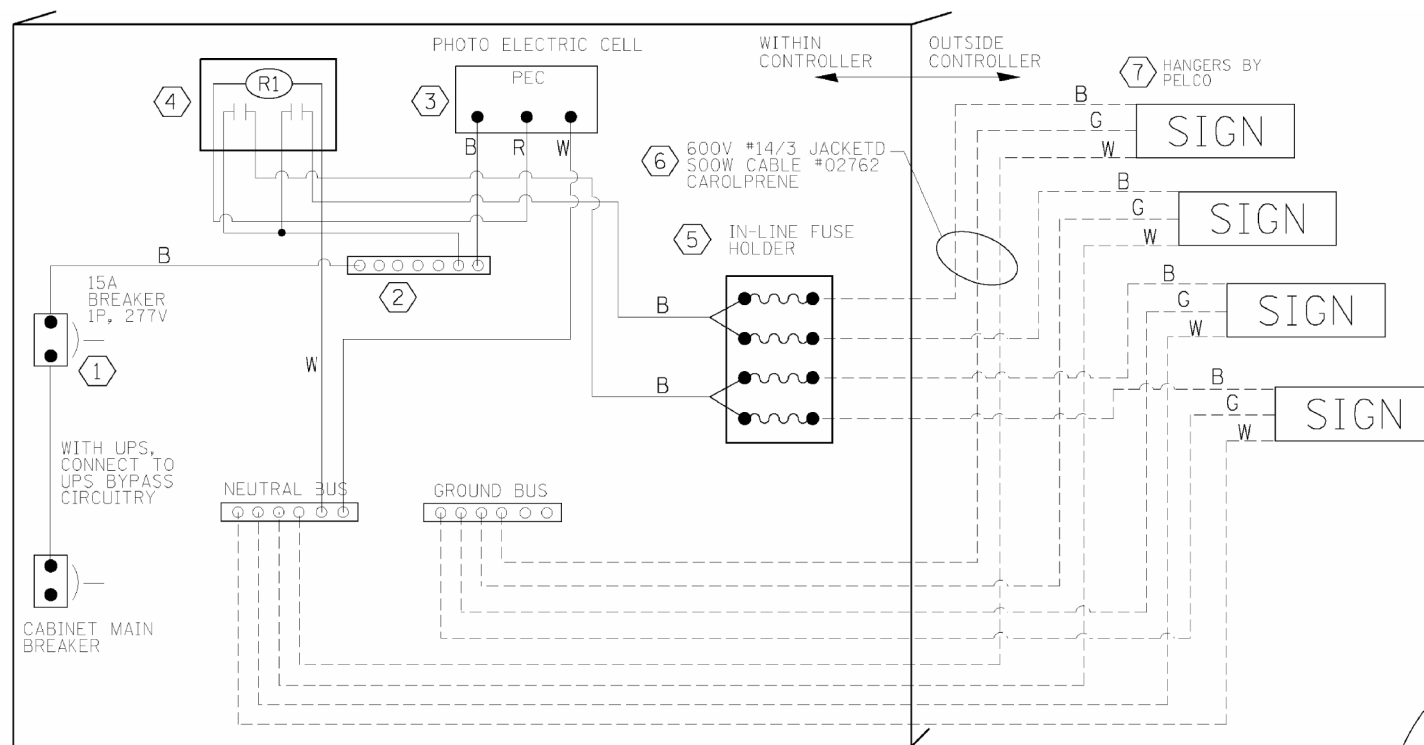 PHOTO ELECTRIC CELL
WITHIN
CONTROLLER
OUTSIDE
CONTROLLER
7
HANGERS BY
PELCO
4
R1
3
PEC
B R W
6
600V #14/3 JACKETD
SOOW CABLE #02762
CAROLPRENE
B
G
W
SIGN
B
G
W
SIGN
B
G
W
SIGN
B
G
W
SIGN
5
IN-LINE FUSE
HOLDER
B
B
B
2
15A
BREAKER
1P, 277V
1
W
WITH UPS,
CONNECT TO
UPS BYPASS
CIRCUITRY
NEUTRAL BUS
GROUND BUS
CABINET MAIN
BREAKER